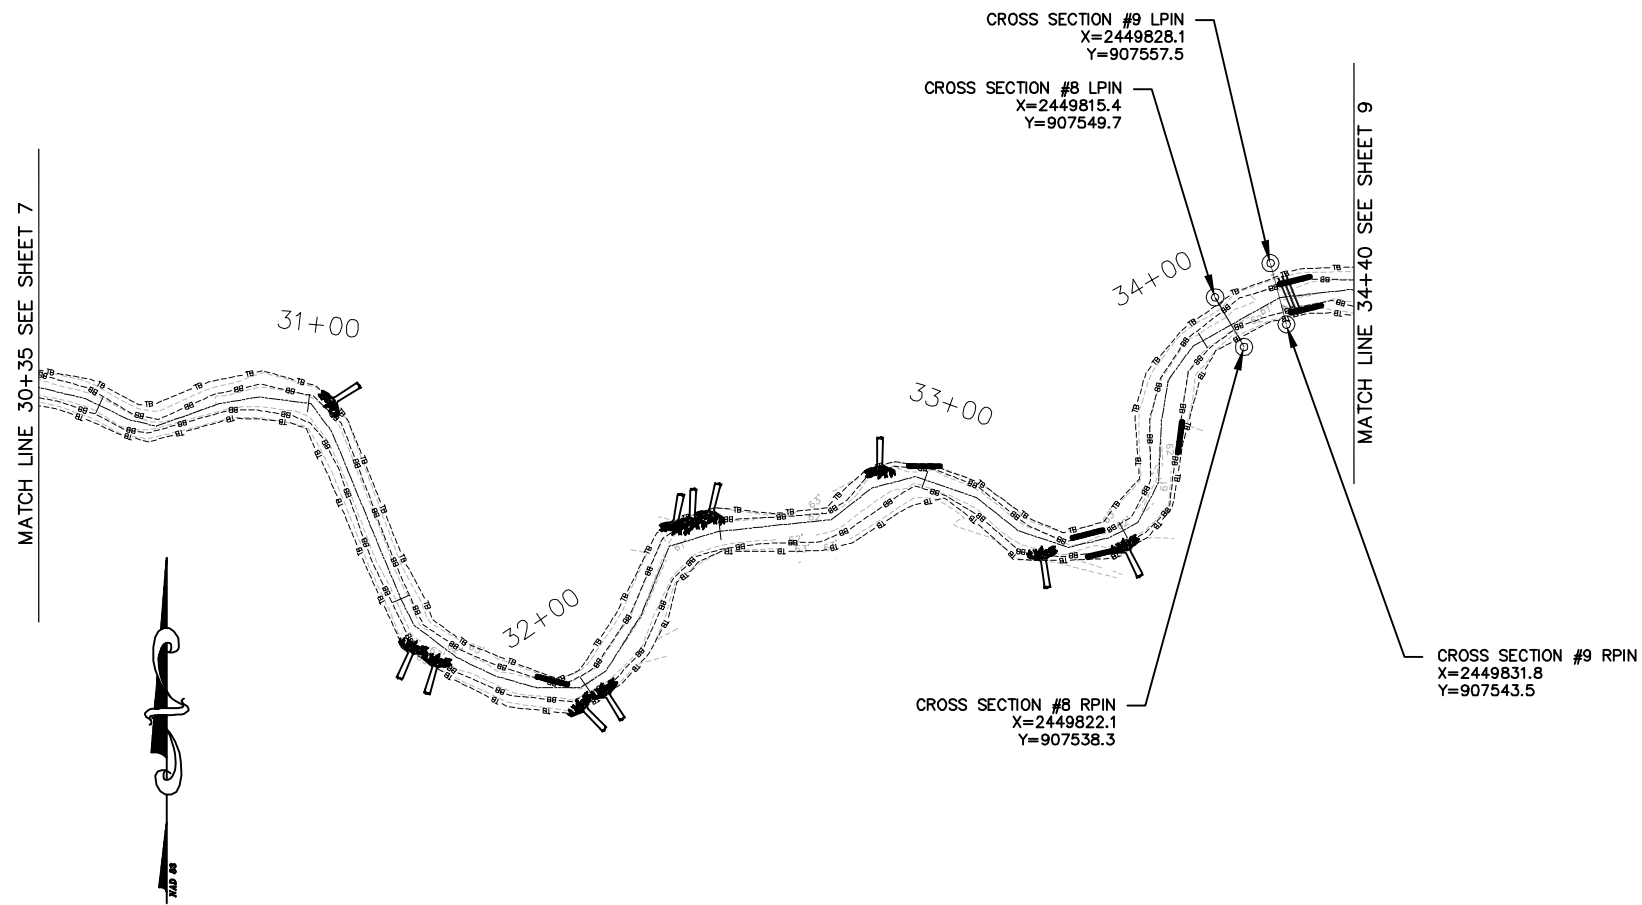 CROSS SECTION #9 LPIN
X=2449828.1
Y=907557.5
CROSS SECTION #8 LPIN
X=2449815.4
Y=907549.7
MATCH LINE 30+35 SEE SHEET 7
31+00
32+00
33+00
34+00
MATCH LINE 34+40 SEE SHEET 9
CROSS SECTION #9 RPIN
X=2449831.8
Y=907543.5
CROSS SECTION #8 RPIN
X=2449822.1
Y=907538.3
NAD 83
TB
BB